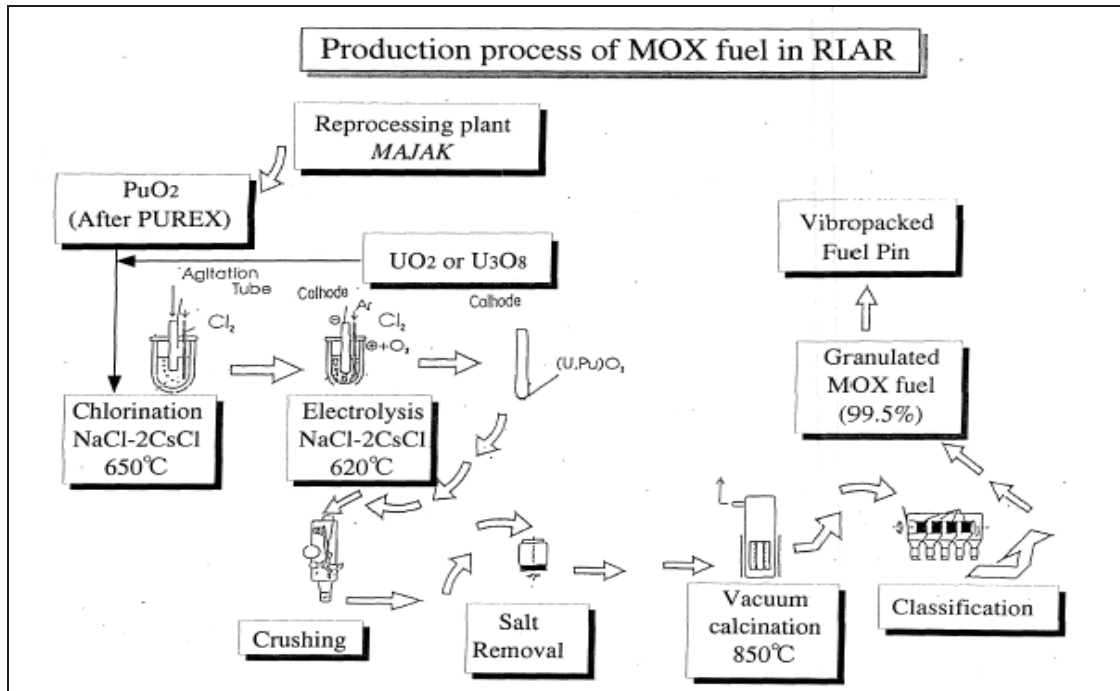 Production process of MOX fuel in RIAR
Reprocessing plant
MAJAK
PuO2
(After PUREX)
UO2 or U3O8
Vibropacked
Fuel Pin
Agitation
Tube
Cl2
Calhode
Ar
Cl2
⊖
⊕+O2
Calhode
(U,Pu)O2
Chlorination
NaCl-2CsCl
650℃
Electrolysis
NaCl-2CsCl
620℃
Granulated
MOX fuel
(99.5%)
Crushing
Salt
Removal
Vacuum
calcination
850℃
Classification